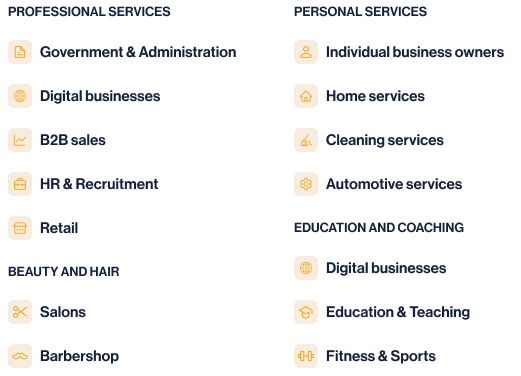 PROFESSIONAL SERVICES
Government & Administration
Digital businesses
B2B sales
HR & Recruitment
Retail
BEAUTY AND HAIR
Salons
Barbershop
PERSONAL SERVICES
Individual business owners
Home services
Cleaning services
Automotive services
EDUCATION AND COACHING
Digital businesses
Education & Teaching
Fitness & Sports